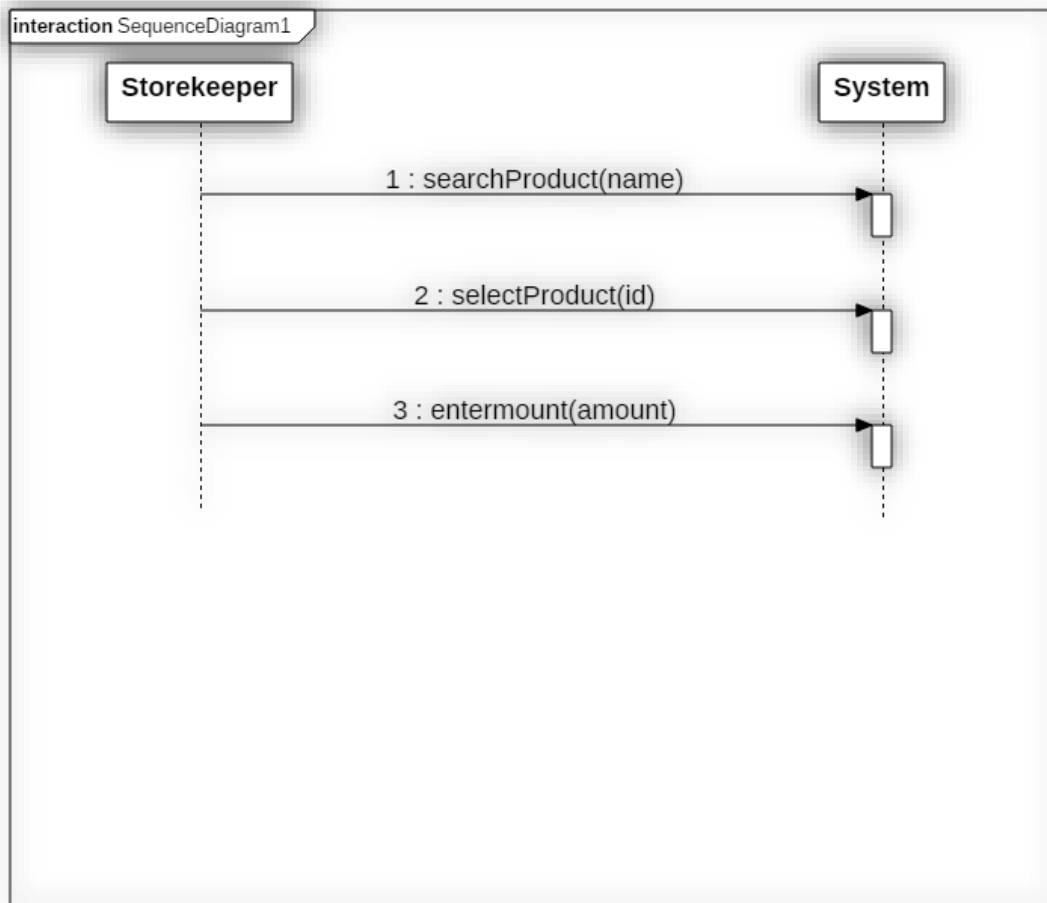 interaction SequenceDiagram1
Storekeeper
System
1 : searchProduct(name)
2 : selectProduct(id)
3 : entermount(amount)